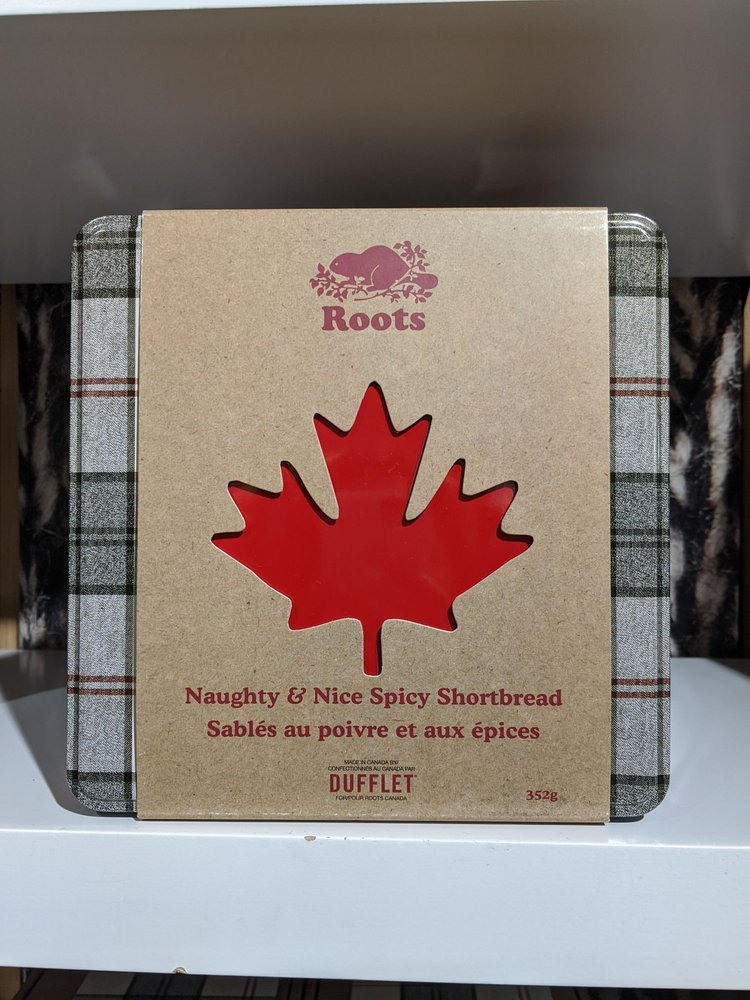 Roots
Naughty & Nice Spicy Shortbread
Sablés au poivre et aux épices
MADE IN CANADA BY/
CONFECTIONNÉS AU CANADA PAR
DUFFLET
FOR/POUR ROOTS CANADA
352g